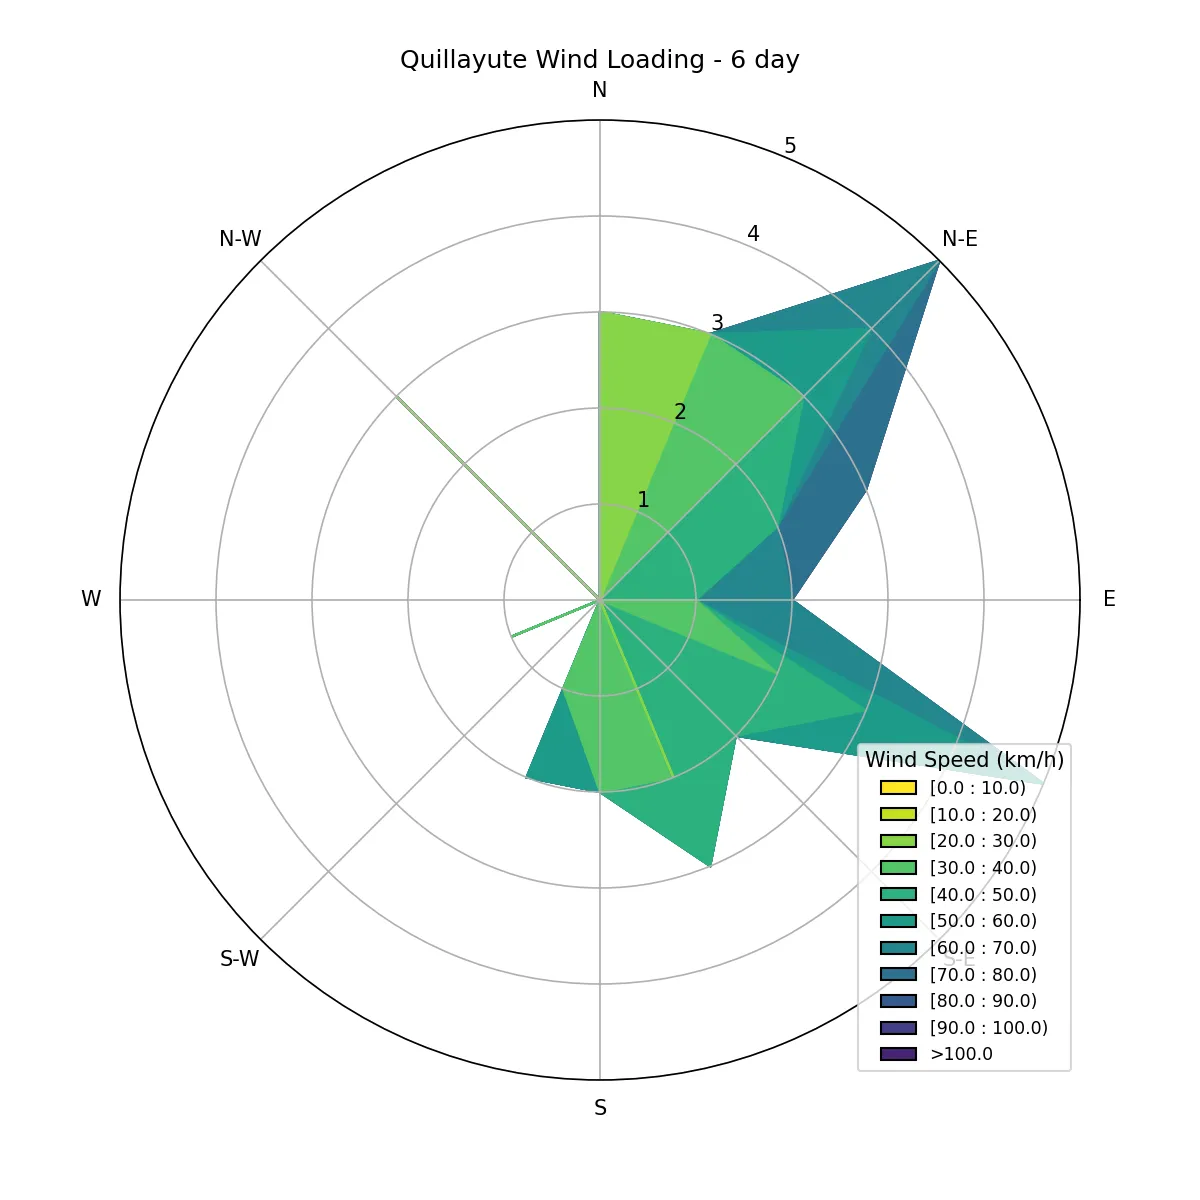 Quillayute Wind Loading - 6 day
N
5
N-W
4
N-E
3
2
1
W
E
S-W
S-E
S
Wind Speed (km/h)
[0.0 : 10.0)
[10.0 : 20.0)
[20.0 : 30.0)
[30.0 : 40.0)
[40.0 : 50.0)
[50.0 : 60.0)
[60.0 : 70.0)
[70.0 : 80.0)
[80.0 : 90.0)
[90.0 : 100.0)
>100.0